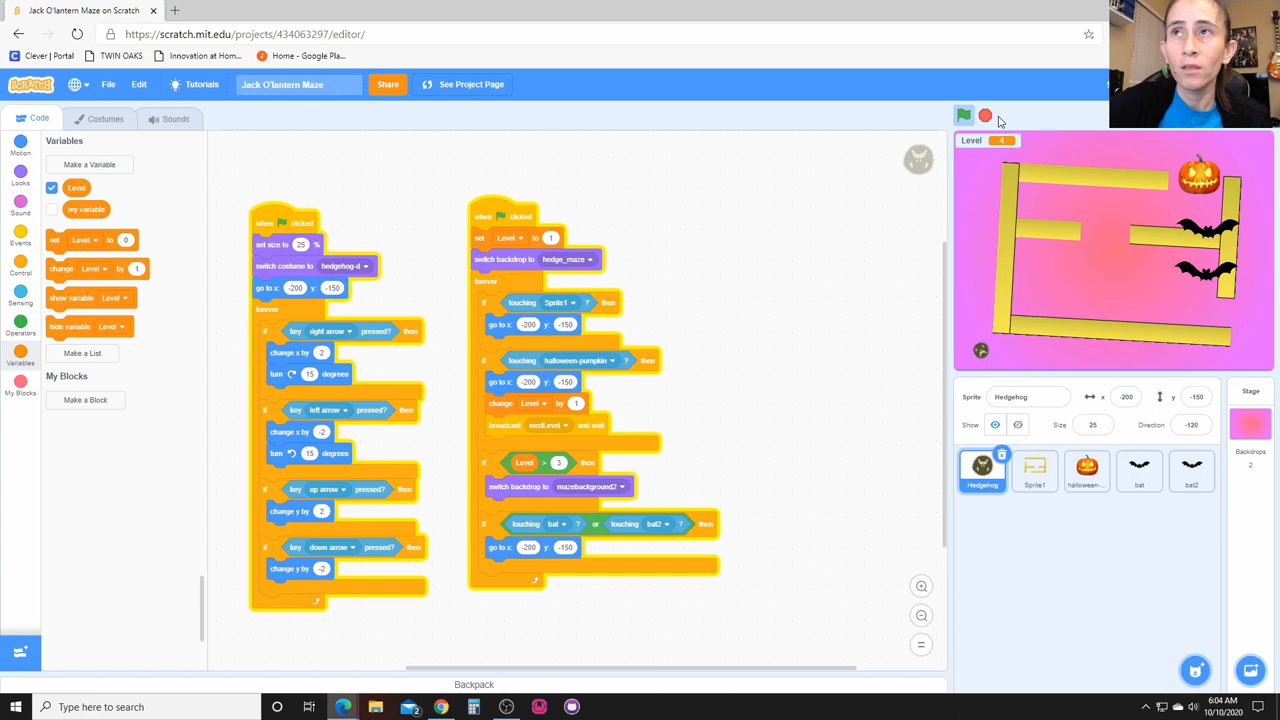 Jack O'lantern Maze on Scratch
https://scratch.mit.edu/projects/434063297/editor/
Clever | Portal
TWIN OAKS
Innovation at Hom...
Home - Google Pla...
SCRATCH
File
Edit
Tutorials
Jack O'lantern Maze
Share
See Project Page
Code
Costumes
Sounds
Variables
Make a Variable
Level
my variable
set Level to 0
change Level by 1
show variable Level
hide variable Level
Make a List
My Blocks
Make a Block
Motion
Looks
Sound
Events
Control
Sensing
Operators
Variables
My Blocks
when clicked
set size to 25 %
switch costume to hedgehog-d
go to x: -200 y: -150
forever
if key right arrow pressed? then
change x by 2
turn 15 degrees
if key left arrow pressed? then
change x by -2
turn 15 degrees
if key up arrow pressed? then
change y by 2
if key down arrow pressed? then
change y by -2
when clicked
set Level to 1
switch backdrop to hedge_maze
forever
if touching Sprite1 ? then
go to x: -200 y: -150
if touching halloween-pumpkin ? then
go to x: -200 y: -150
change Level by 1
broadcast nextLevel and wait
if Level > 3 then
switch backdrop to mazebackground2
if touching bat ? or touching bat2 ? then
go to x: -200 y: -150
Level 4
Sprite
Hedgehog
x
-200
y
-150
Show
Size
25
Direction
-120
Hedgehog
Sprite1
halloween-...
bat
bat2
Stage
Backdrops
2
Backpack
Type here to search
2
6:04 AM
10/10/2020